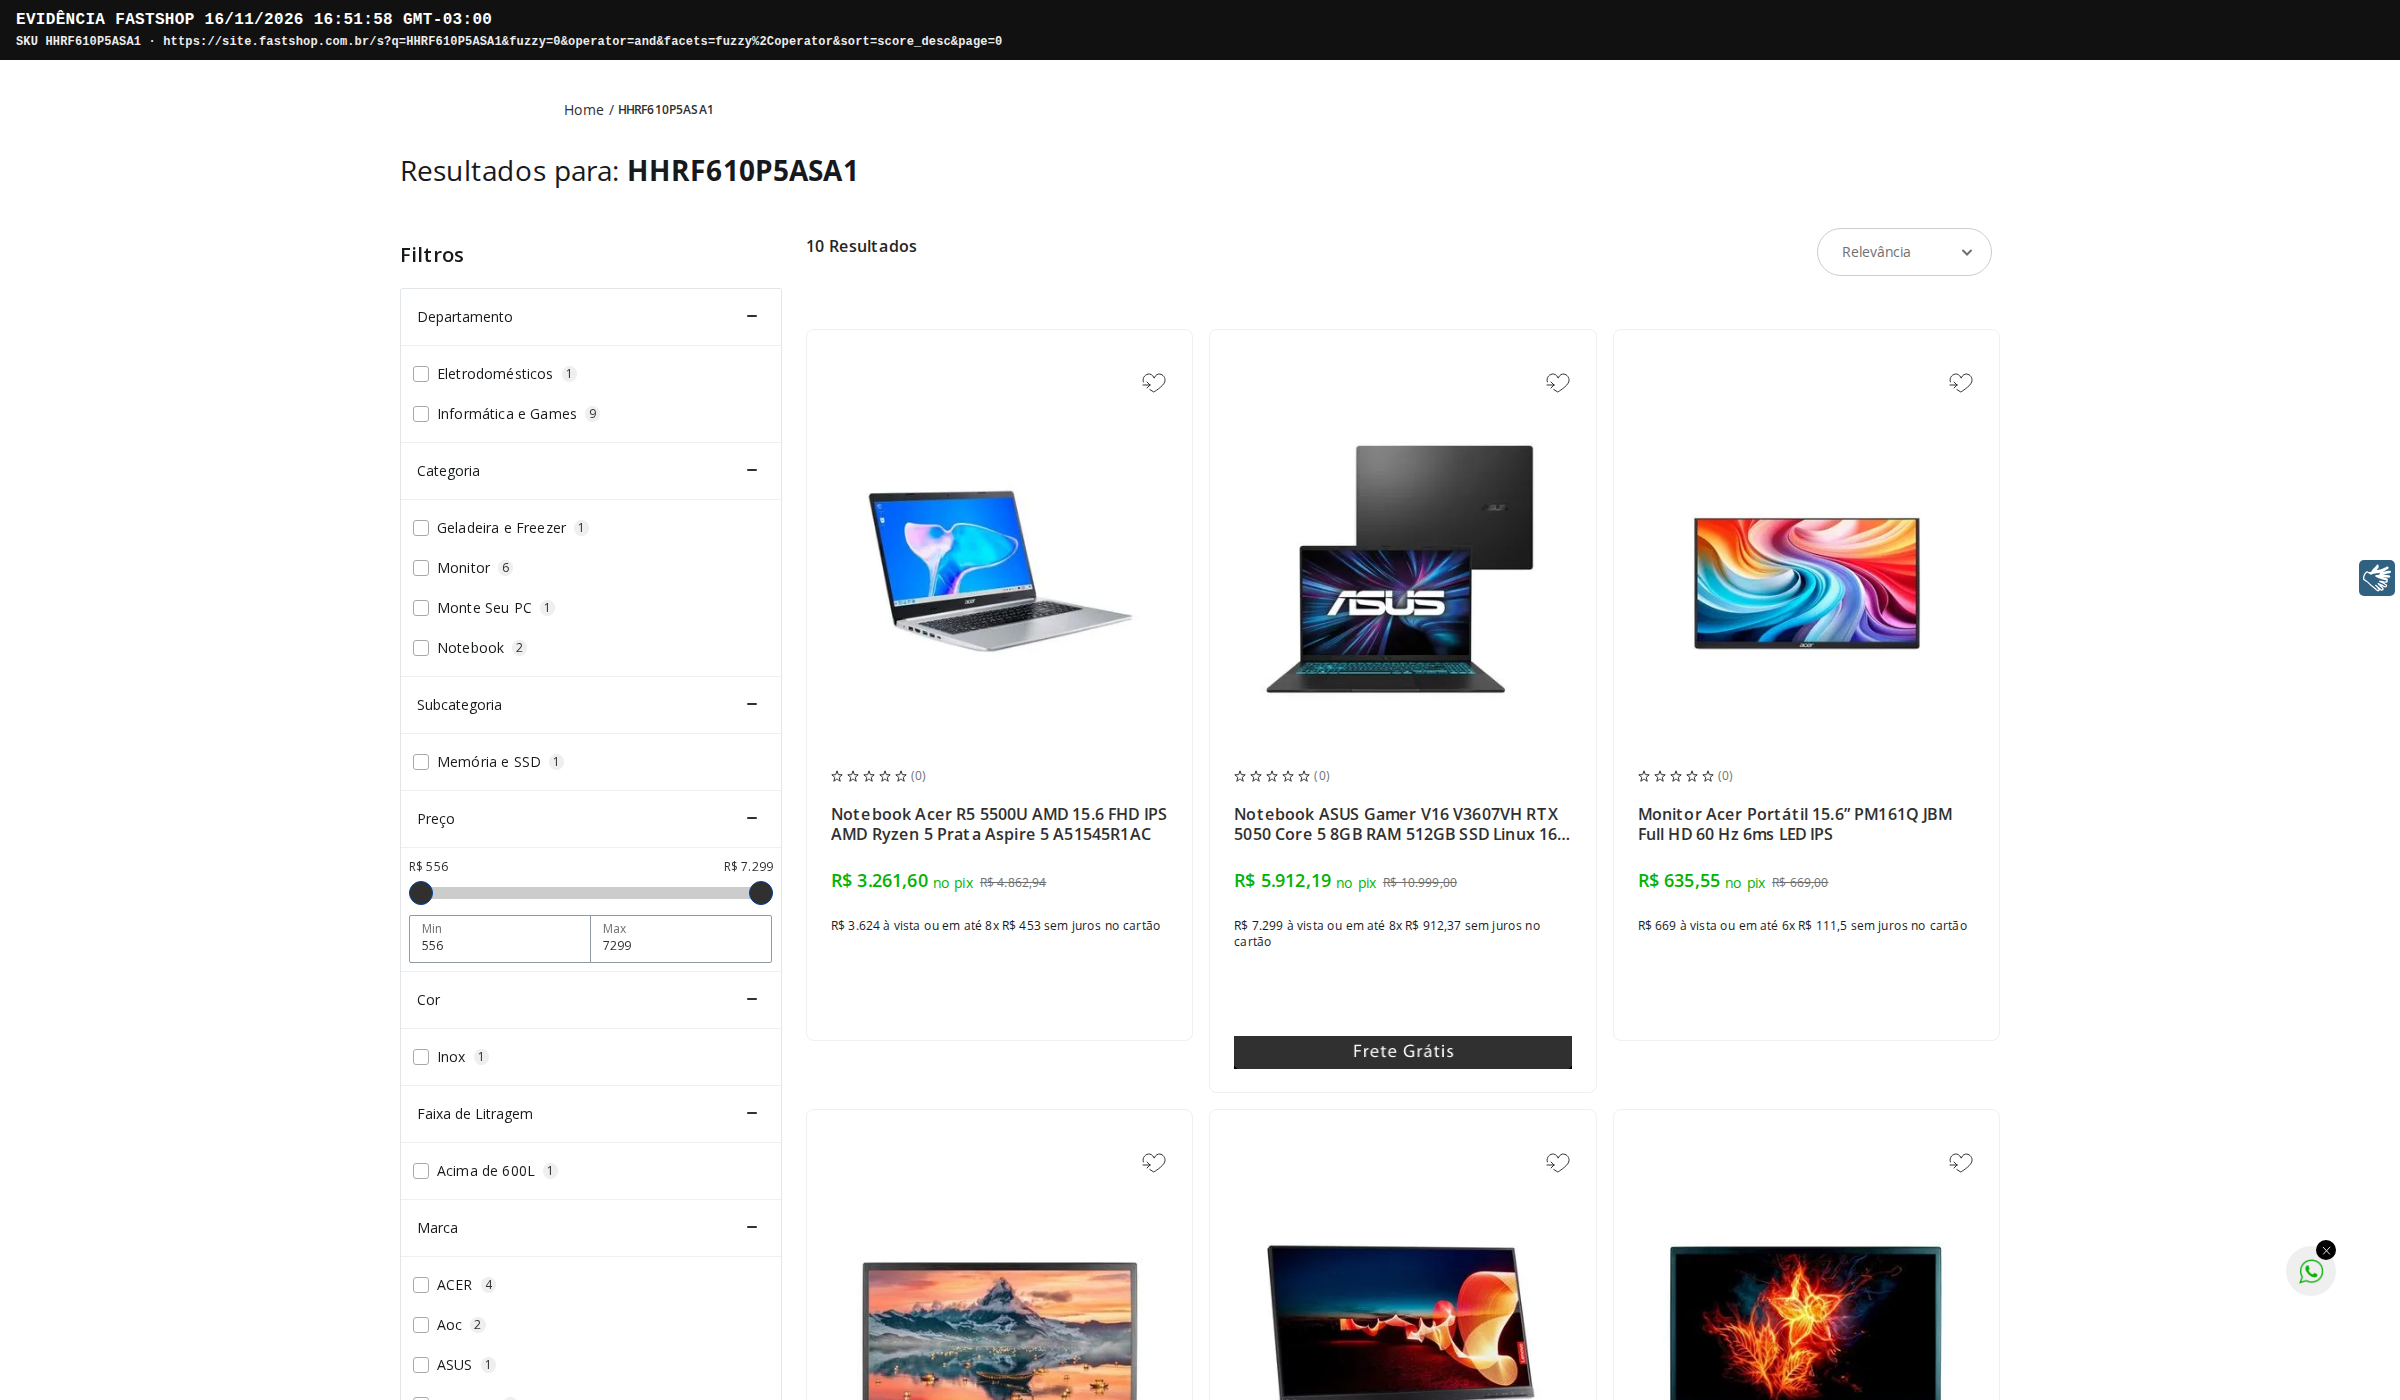 EVIDÊNCIA FASTSHOP 16/11/2026 16:51:58 GMT-03:00
SKU HHRF610P5ASA1 · https://site.fastshop.com.br/s?q=HHRF610P5ASA1&fuzzy=0&operator=and&facets=fuzzy%2Coperator&sort=score_desc&page=0
Home / HHRF610P5ASA1
Resultados para: HHRF610P5ASA1
Filtros
10 Resultados
Relevância
Departamento
Eletrodomésticos 1
Informática e Games 9
Categoria
Geladeira e Freezer 1
Monitor 6
Monte Seu PC 1
Notebook 2
Subcategoria
Memória e SSD 1
Preço
R$ 556 R$ 7.299
Min Max
556 7299
Cor
Inox 1
Faixa de Litragem
Acima de 600L 1
Marca
ACER 4
Aoc 2
ASUS 1
acer
(0)
Notebook Acer R5 5500U AMD 15.6 FHD IPS
AMD Ryzen 5 Prata Aspire 5 A51545R1AC
R$ 3.261,60 no pix R$ 4.862,94
R$ 3.624 à vista ou em até 8x R$ 453 sem juros no cartão
ASUS
ASUS
(0)
Notebook ASUS Gamer V16 V3607VH RTX
5050 Core 5 8GB RAM 512GB SSD Linux 16...
R$ 5.912,19 no pix R$ 10.999,00
R$ 7.299 à vista ou em até 8x R$ 912,37 sem juros no
cartão
Frete Grátis
acer
(0)
Monitor Acer Portátil 15.6” PM161Q JBM
Full HD 60 Hz 6ms LED IPS
R$ 635,55 no pix R$ 669,00
R$ 669 à vista ou em até 6x R$ 111,5 sem juros no cartão
Lenovo